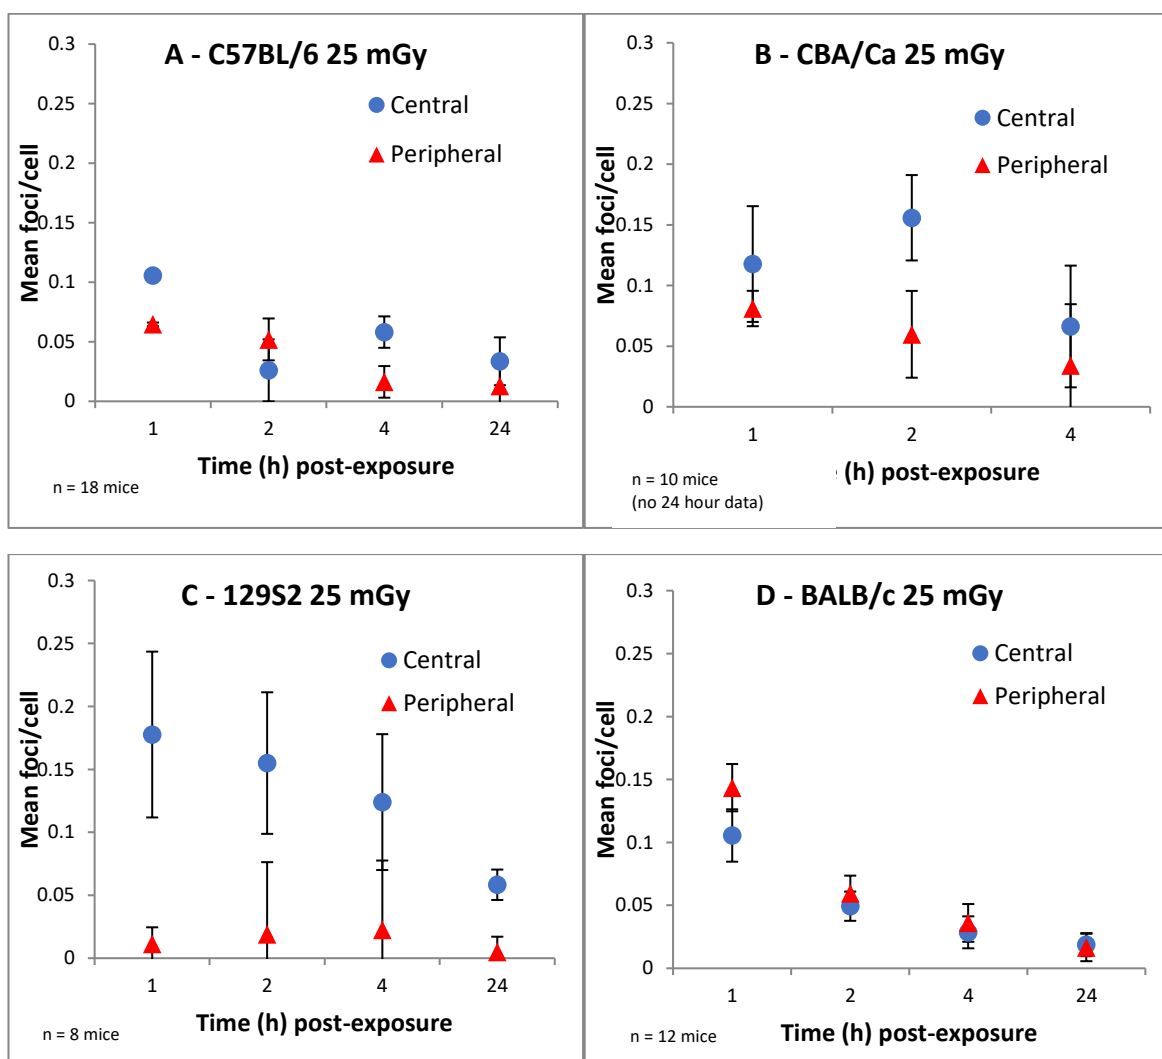 A - C57BL/6 25 mGy
Central
Peripheral
Mean foci/cell
0.3
0.25
0.2
0.15
0.1
0.05
0
1 2 4 24
Time (h) post-exposure
n = 18 mice
B - CBA/Ca 25 mGy
Central
Peripheral
Mean foci/cell
0.3
0.25
0.2
0.15
0.1
0.05
0
1 2 4
(h) post-exposure
n = 10 mice
(no 24 hour data)
C - 129S2 25 mGy
Central
Peripheral
Mean foci/cell
0.3
0.25
0.2
0.15
0.1
0.05
0
1 2 4 24
Time (h) post-exposure
n = 8 mice
D - BALB/c 25 mGy
Central
Peripheral
Mean foci/cell
0.3
0.25
0.2
0.15
0.1
0.05
0
1 2 4 24
Time (h) post-exposure
n = 12 mice